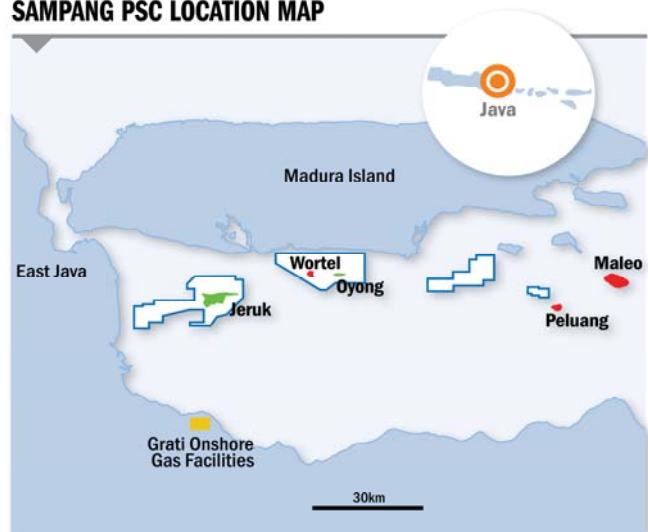 SAMPANG PSC LOCATION MAP
Java
Madura Island
East Java
Wortel
Oyong
Maleo
Jeruk
Peluang
Grati Onshore
Gas Facilities
30km